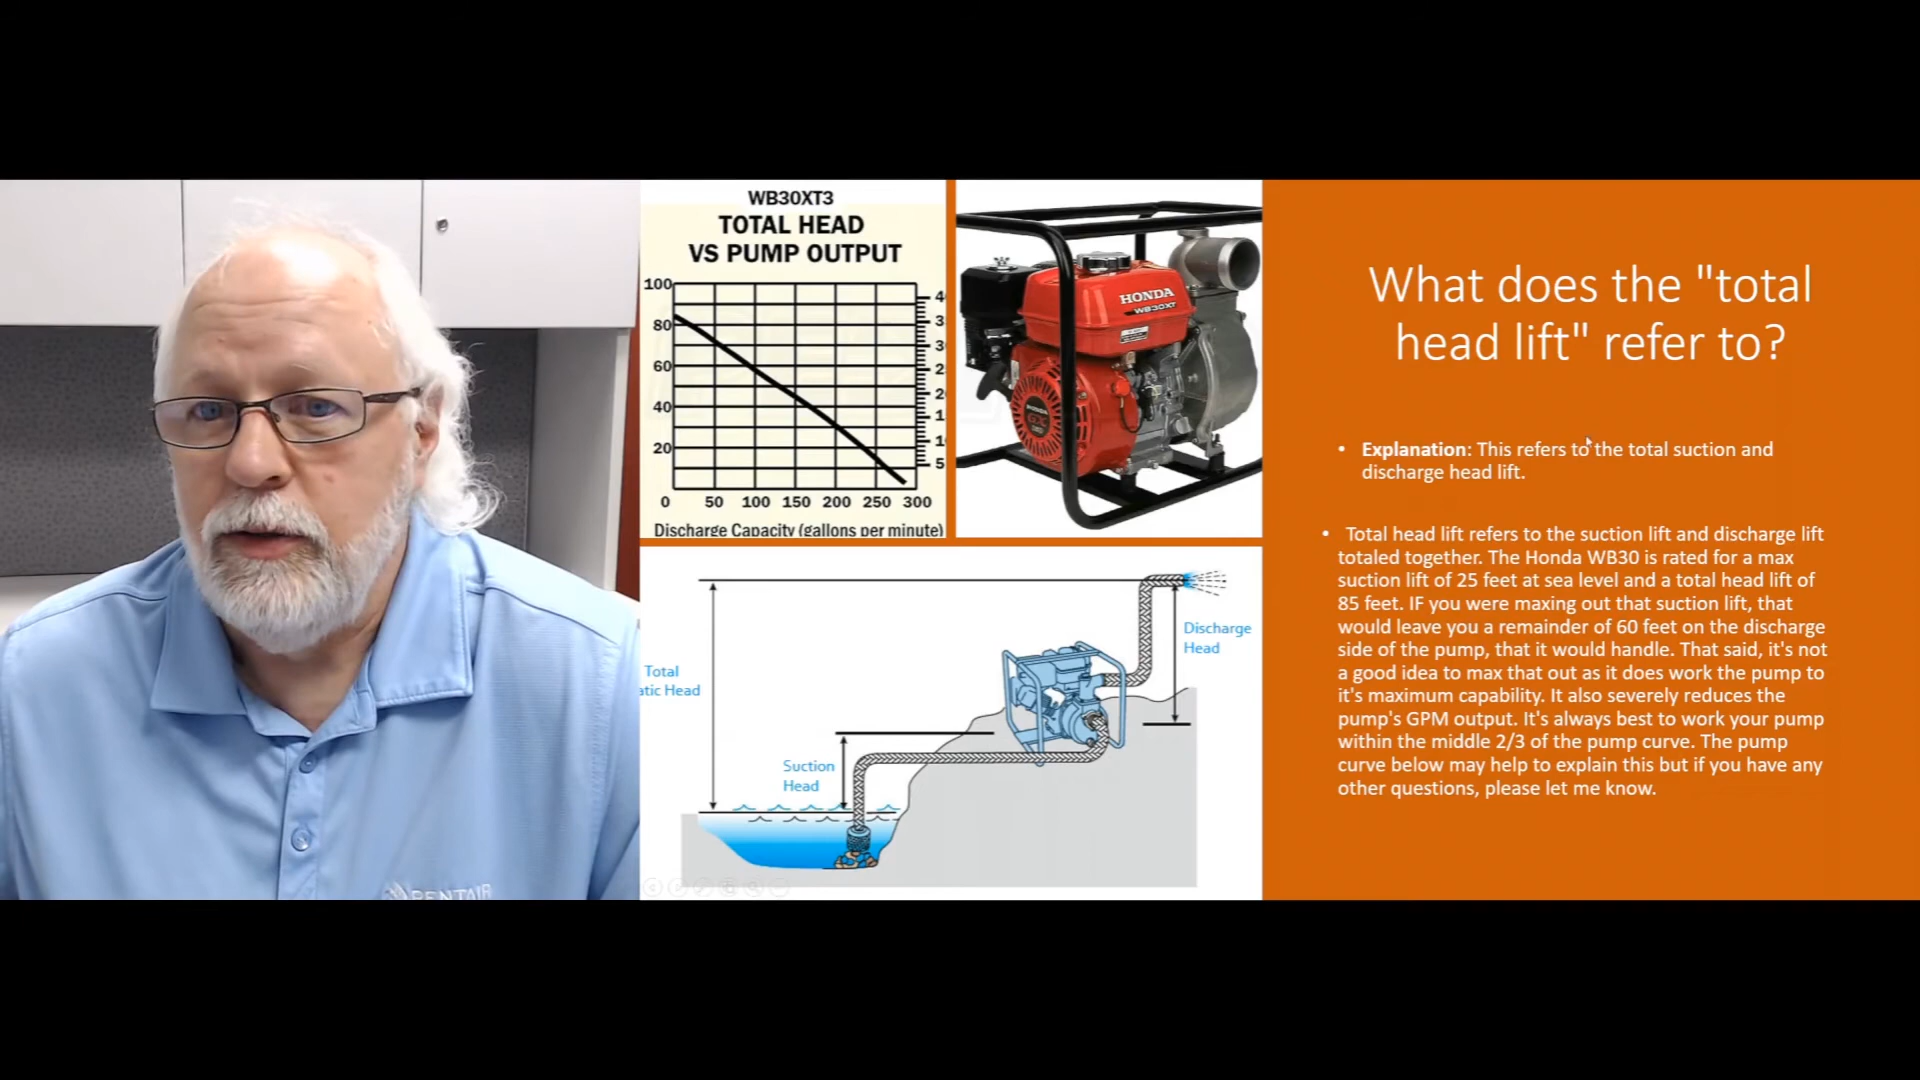 WB30XT3
TOTAL HEAD
VS PUMP OUTPUT
100
80
60
40
20
0 50 100 150 200 250 300
Discharge Capacity (gallons per minute)
HONDA
WB30XT
What does the "total
head lift" refer to?
• Explanation: This refers to the total suction and
discharge head lift.
• Total head lift refers to the suction lift and discharge lift
totaled together. The Honda WB30 is rated for a max
suction lift of 25 feet at sea level and a total head lift of
85 feet. IF you were maxing out that suction lift, that
would leave you a remainder of 60 feet on the discharge
side of the pump, that it would handle. That said, it's not
a good idea to max that out as it does work the pump to
it's maximum capability. It also severely reduces the
pump's GPM output. It's always best to work your pump
within the middle 2/3 of the pump curve. The pump
curve below may help to explain this but if you have any
other questions, please let me know.
Discharge
Head
Total
atic Head
Suction
Head
PENTAIR